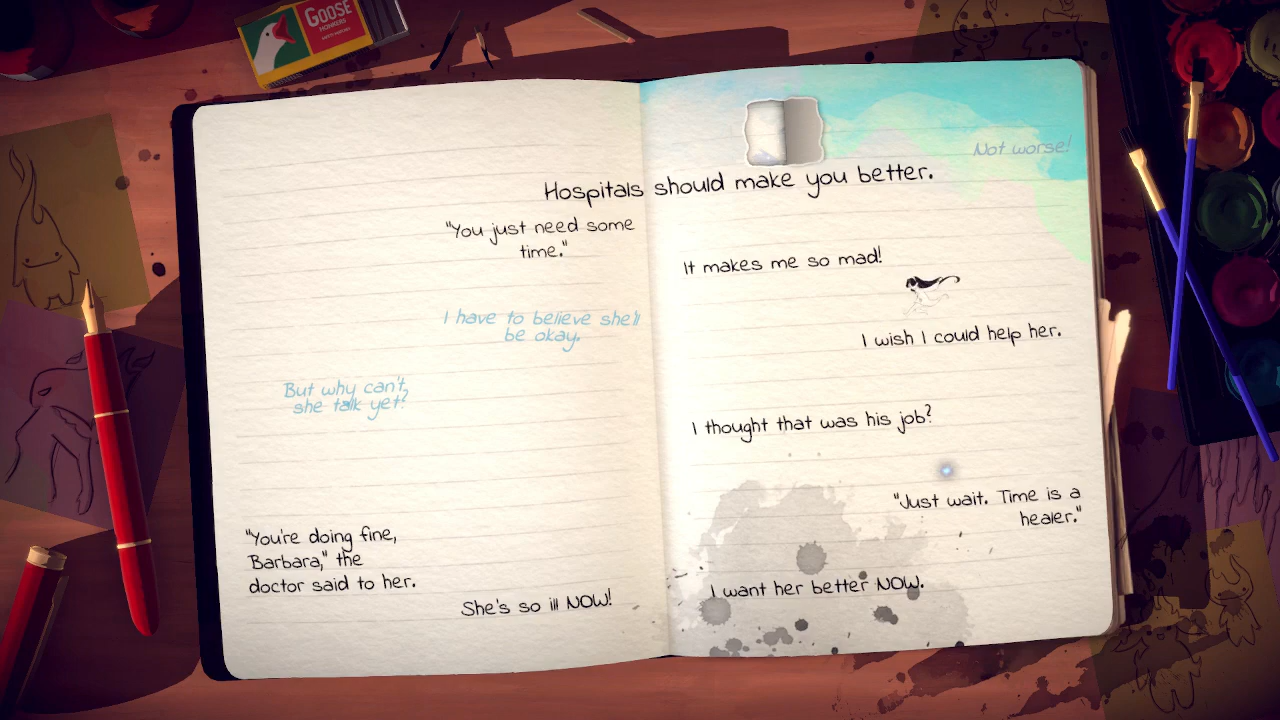 GOOSE
HONKERS
Not worse!
Hospitals should make you better.
"You just need some
time."
I have to believe she'll
be okay.
But why can't
she talk yet?
"You're doing fine,
Barbara," the
doctor said to her.
She's so ill NOW!
It makes me so mad!
I wish I could help her.
I thought that was his job?
"Just wait. Time is a
healer."
I want her better NOW.